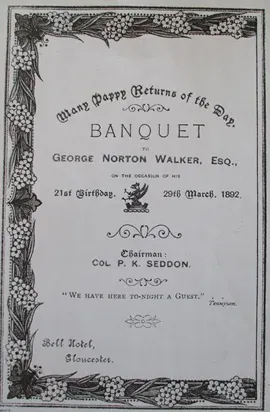 Many Happy Returns of the Day.
BANQUET
TO
GEORGE NORTON WALKER, ESQ.,
ON THE OCCASION OF HIS
21st Birthday, 29th March, 1892.
Chairman:
COL P. K. SEDDON.
"WE HAVE HERE TO-NIGHT A GUEST."
Tennyson.
Bell Hotel,
Gloucester.